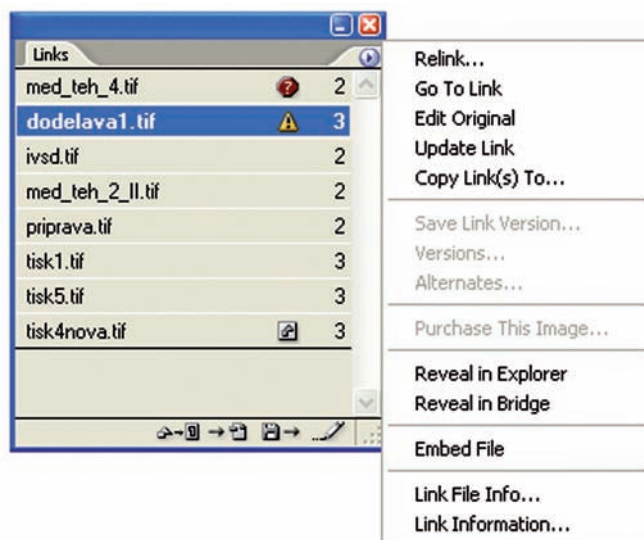 Links
med_teh_4.tif 2
dodelava1.tif 3
ivsd.tif 2
med_teh_2_II.tif 2
priprava.tif 2
tisk1.tif 3
tisk5.tif 3
tisk4nova.tif 3
Relink...
Go To Link
Edit Original
Update Link
Copy Link(s) To...
Save Link Version...
Versions...
Alternates...
Purchase This Image...
Reveal in Explorer
Reveal in Bridge
Embed File
Link File Info...
Link Information...